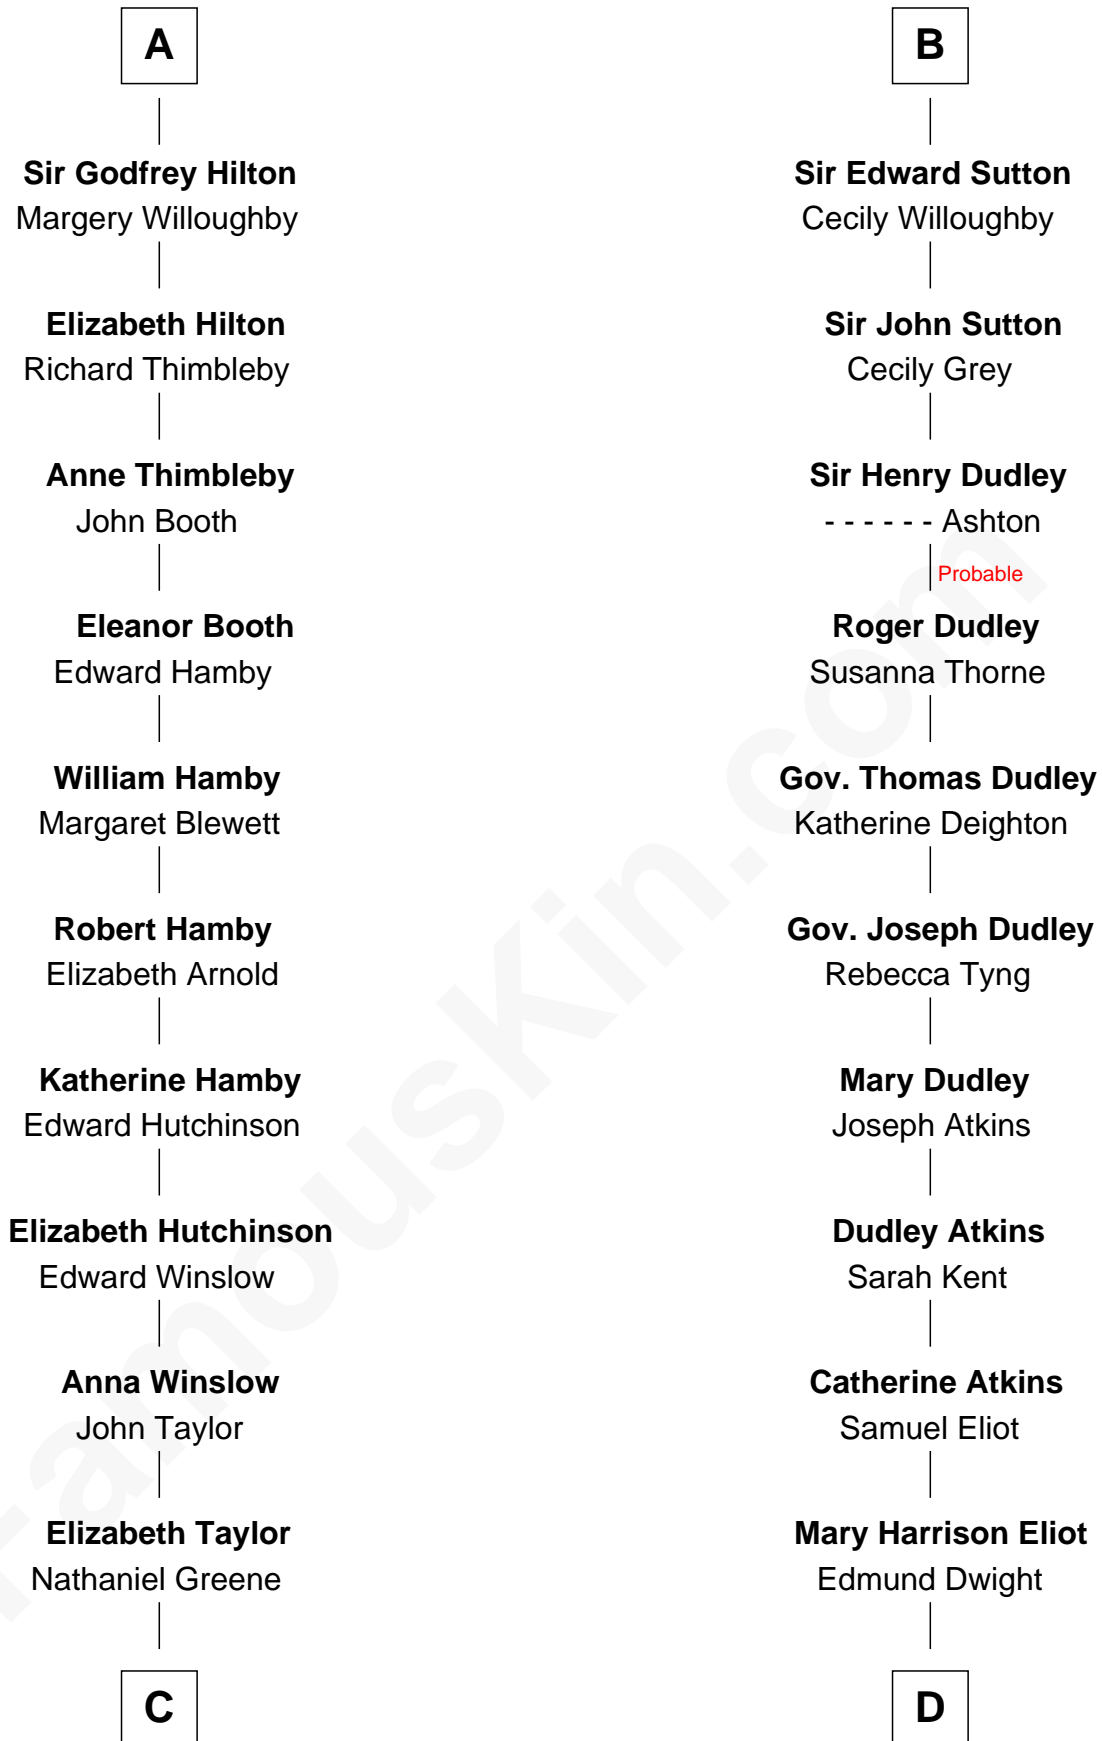 A
Sir Godfrey Hilton
Margery Willoughby
Elizabeth Hilton
Richard Thimbleby
Anne Thimbleby
John Booth
Eleanor Booth
Edward Hamby
William Hamby
Margaret Blewett
Robert Hamby
Elizabeth Arnold
Katherine Hamby
Edward Hutchinson
Elizabeth Hutchinson
Edward Winslow
Anna Winslow
John Taylor
Elizabeth Taylor
Nathaniel Greene
C
B
Sir Edward Sutton
Cecily Willoughby
Sir John Sutton
Cecily Grey
Sir Henry Dudley
- - - - - - Ashton
Probable
Roger Dudley
Susanna Thorne
Gov. Thomas Dudley
Katherine Deighton
Gov. Joseph Dudley
Rebecca Tyng
Mary Dudley
Joseph Atkins
Dudley Atkins
Sarah Kent
Catherine Atkins
Samuel Eliot
Mary Harrison Eliot
Edmund Dwight
D
FamousKin.com